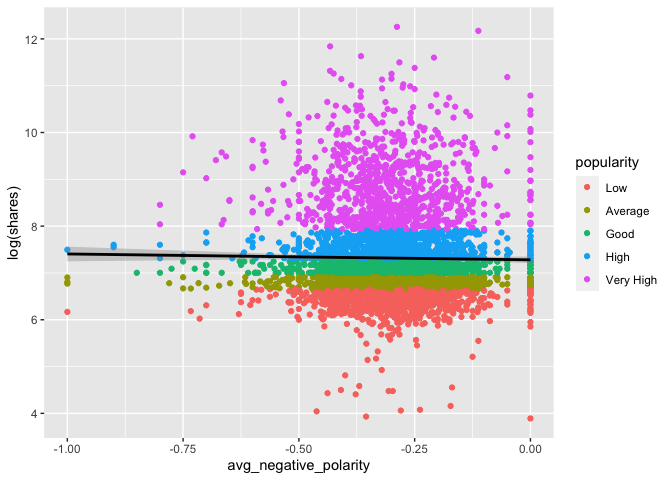 12
10
8
6
4
log(shares)
-1.00
-0.75
-0.50
-0.25
0.00
avg_negative_polarity
popularity
Low
Average
Good
High
Very High